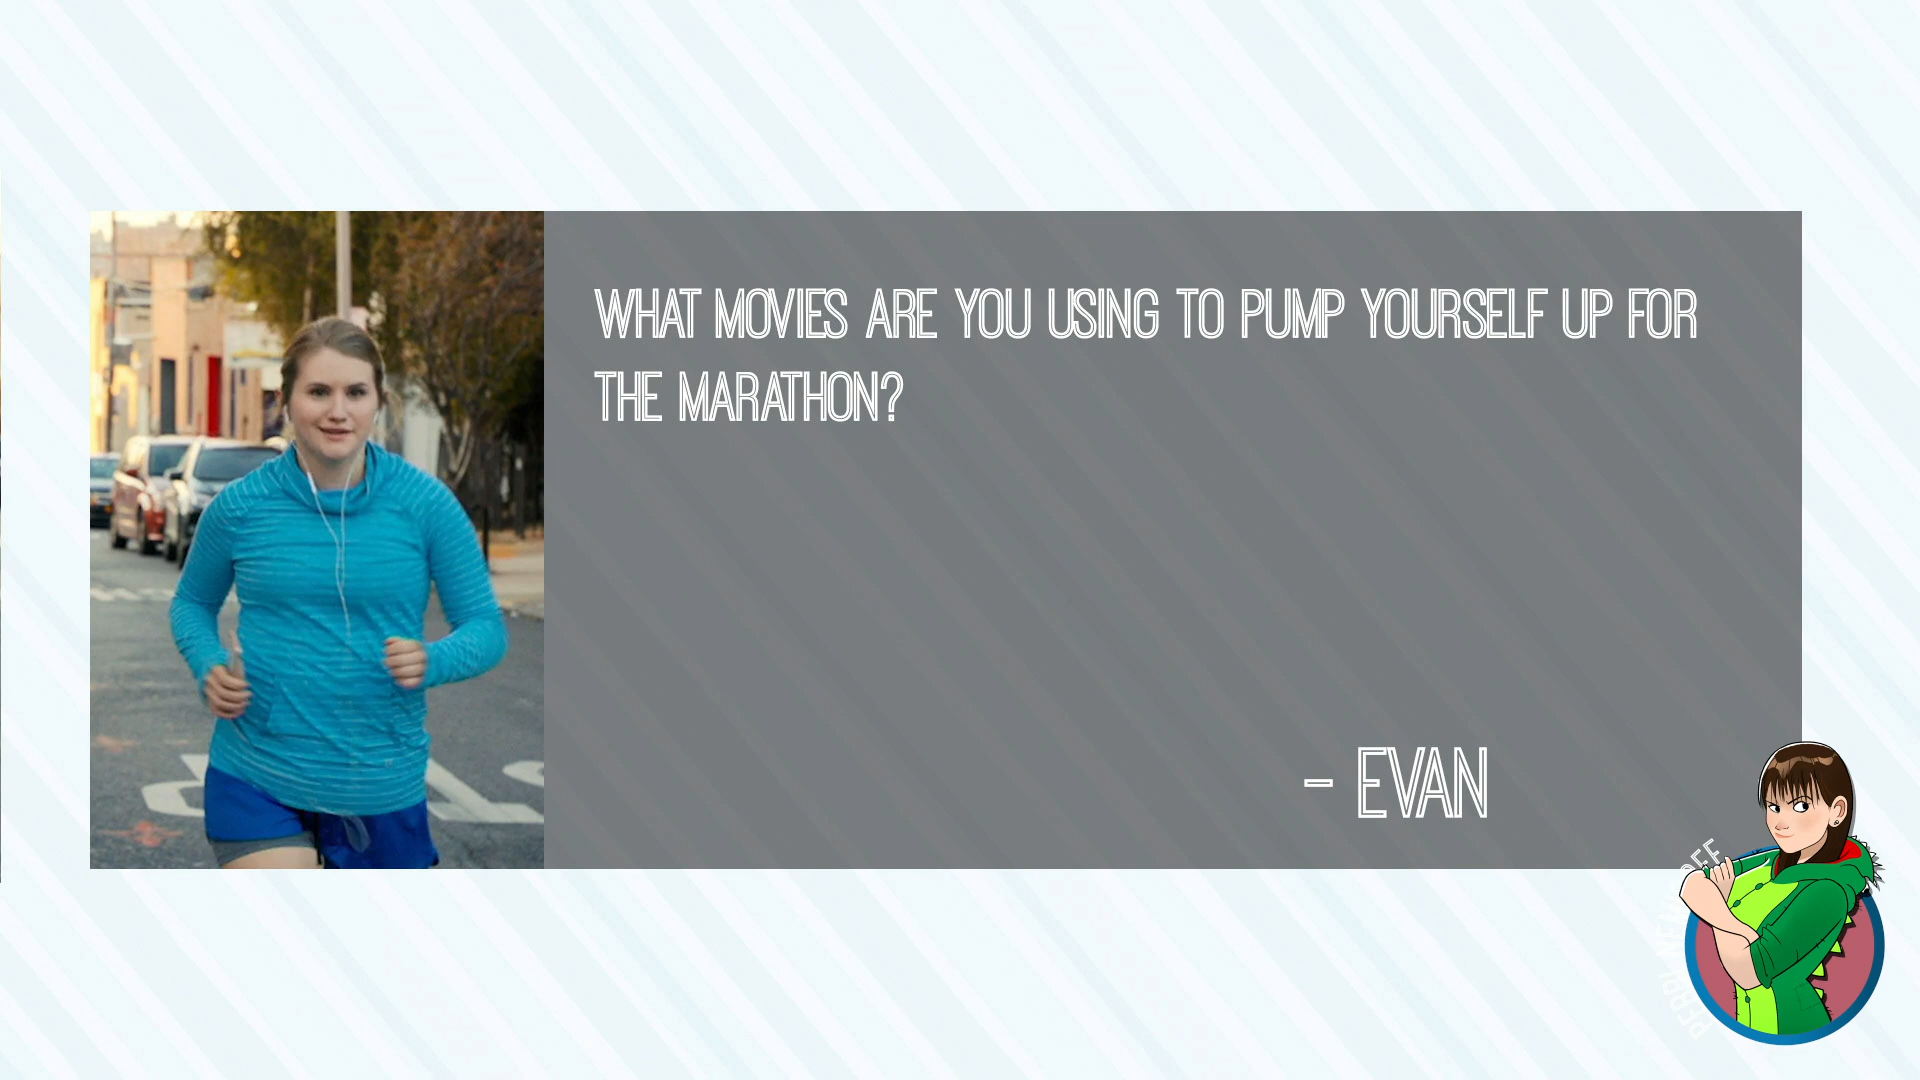 WHAT MOVIES ARE YOU USING TO PUMP YOURSELF UP FOR
THE MARATHON?
- EVAN